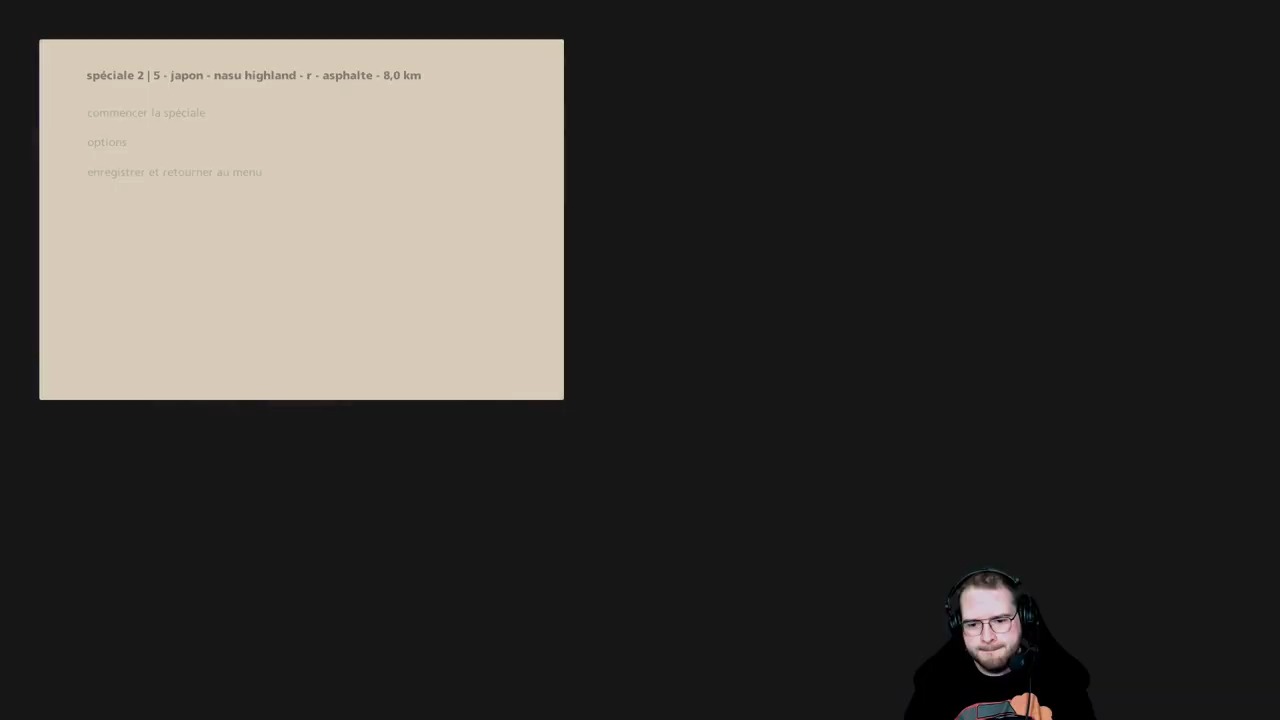 spéciale 2 | 5 - japon - nasu highland - r - asphalte - 8,0 km
commencer la spéciale
options
enregistrer et retourner au menu